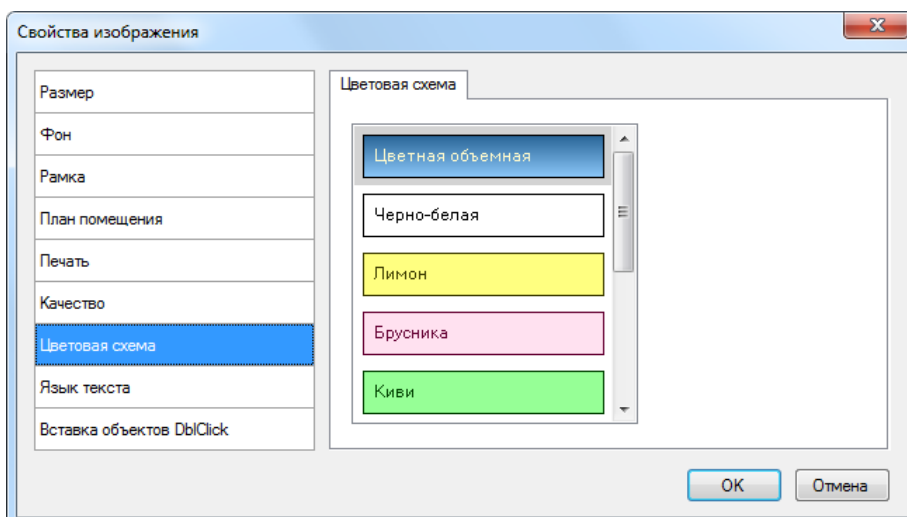 Свойства изображения
Размер
Фон
Рамка
План помещения
Печать
Качество
Цветовая схема
Язык текста
Вставка объектов DblClick
Цветовая схема
Цветная объемная
Черно-белая
Лимон
Брусника
Киви
OK
Отмена